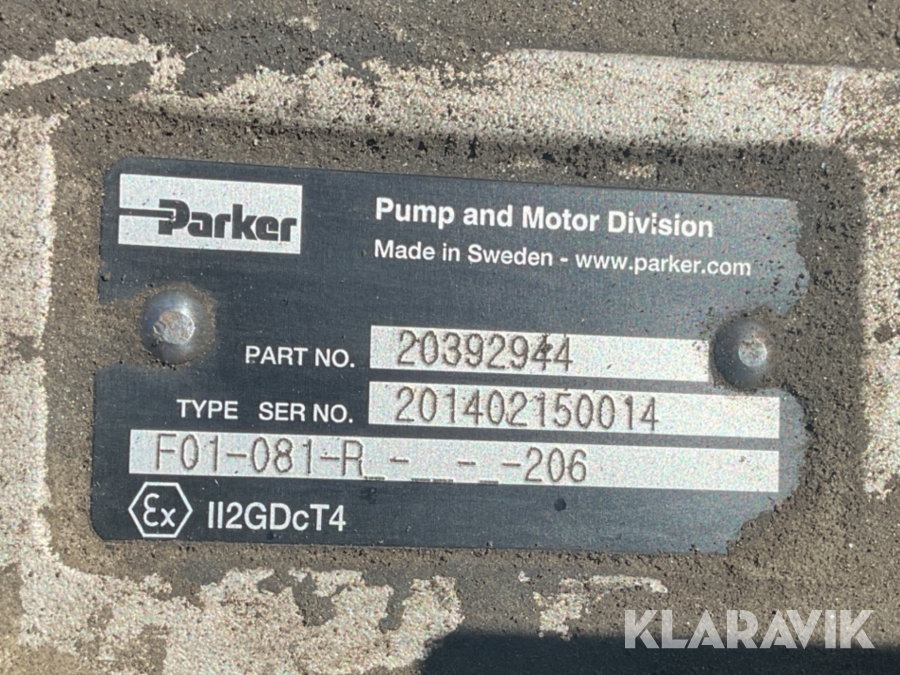 Parker
Pump and Motor Division
Made in Sweden - www.parker.com
PART NO. 20392944
TYPE SER NO. 201402150014
F01-081-R_-__-_-206
Ex II2GDcT4
KLARAVIK